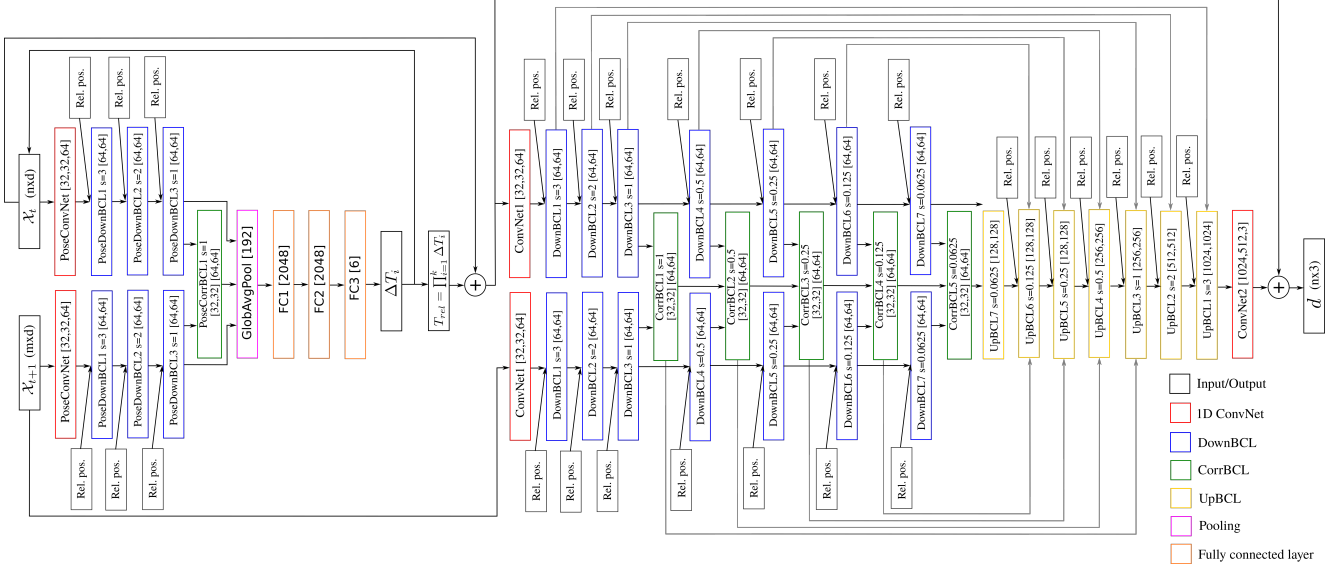 Rel. pos.
Rel. pos.
Rel. pos.
X_t (nxd)
PoseConvNet [32,32,64]
PoseDownBCL1 s=3 [64,64]
PoseDownBCL2 s=2 [64,64]
PoseDownBCL3 s=1 [64,64]
X_{t+1} (mxd)
PoseConvNet [32,32,64]
PoseDownBCL1 s=3 [64,64]
PoseDownBCL2 s=2 [64,64]
PoseDownBCL3 s=1 [64,64]
Rel. pos.
Rel. pos.
Rel. pos.
PoseCorrBCL1 s=1
[32,32] [64,64]
GlobAvgPool [192]
FC1 [2048]
FC2 [2048]
FC3 [6]
ΔT_i
T_{rel} = ∏_{i=1}^{k} ΔT_i
+
Rel. pos.
Rel. pos.
Rel. pos.
Rel. pos.
Rel. pos.
Rel. pos.
Rel. pos.
ConvNet1 [32,32,64]
DownBCL1 s=3 [64,64]
DownBCL2 s=2 [64,64]
DownBCL3 s=1 [64,64]
DownBCL4 s=0.5 [64,64]
DownBCL5 s=0.25 [64,64]
DownBCL6 s=0.125 [64,64]
DownBCL7 s=0.0625 [64,64]
CorrBCL1 s=1
[32,32] [64,64]
CorrBCL2 s=0.5
[32,32] [64,64]
CorrBCL3 s=0.25
[32,32] [64,64]
CorrBCL4 s=0.125
[32,32] [64,64]
CorrBCL5 s=0.0625
[32,32] [64,64]
ConvNet1 [32,32,64]
DownBCL1 s=3 [64,64]
DownBCL2 s=2 [64,64]
DownBCL3 s=1 [64,64]
DownBCL4 s=0.5 [64,64]
DownBCL5 s=0.25 [64,64]
DownBCL6 s=0.125 [64,64]
DownBCL7 s=0.0625 [64,64]
Rel. pos.
Rel. pos.
Rel. pos.
Rel. pos.
Rel. pos.
Rel. pos.
Rel. pos.
Rel. pos.
Rel. pos.
Rel. pos.
Rel. pos.
Rel. pos.
Rel. pos.
UpBCL7 s=0.0625 [128,128]
UpBCL6 s=0.125 [128,128]
UpBCL5 s=0.25 [128,128]
UpBCL4 s=0.5 [256,256]
UpBCL3 s=1 [256,256]
UpBCL2 s=2 [512,512]
UpBCL1 s=3 [1024,1024]
ConvNet2 [1024,512,3]
+
d (nx3)
Input/Output
1D ConvNet
DownBCL
CorrBCL
UpBCL
Pooling
Fully connected layer